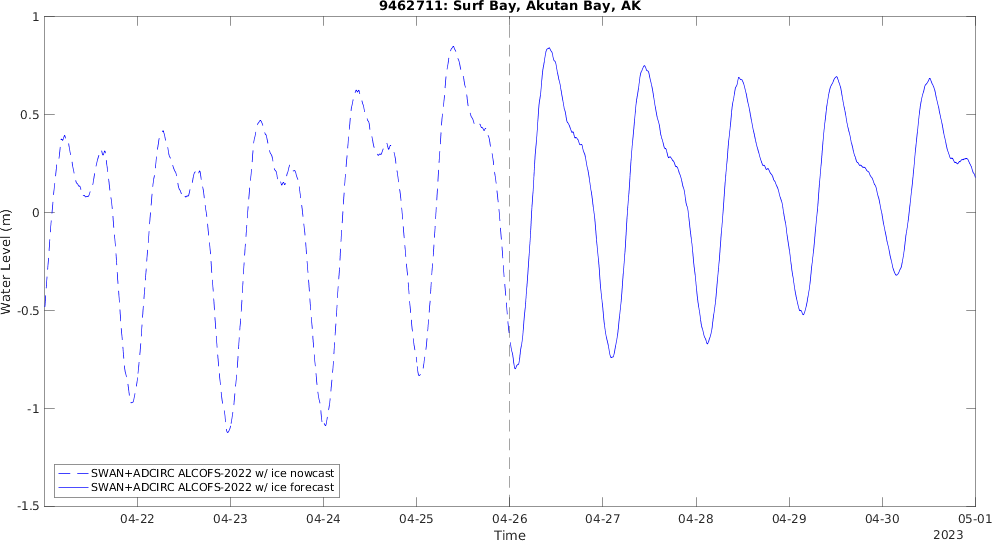 9462711: Surf Bay, Akutan Bay, AK
1
0.5
0
-0.5
-1
-1.5
Water Level (m)
SWAN+ADCIRC ALCOFS-2022 w/ ice nowcast
SWAN+ADCIRC ALCOFS-2022 w/ ice forecast
04-22 04-23 04-24 04-25 04-26 04-27 04-28 04-29 04-30 05-01
Time
2023